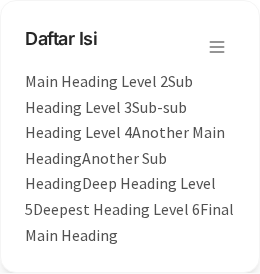 Daftar Isi
Main Heading Level 2Sub
Heading Level 3Sub-sub
Heading Level 4Another Main
HeadingAnother Sub
HeadingDeep Heading Level
5Deepest Heading Level 6Final
Main Heading